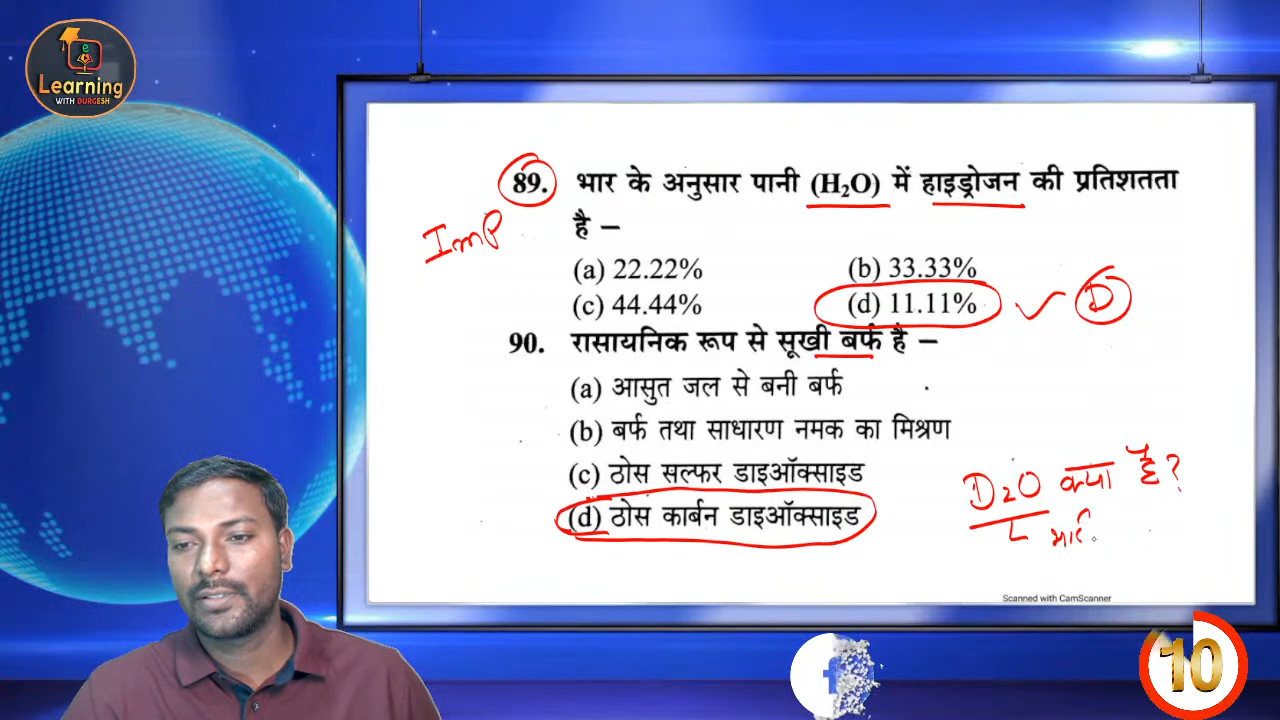 e
Learning
WITH DURGESH
89. भार के अनुसार पानी (H₂O) में हाइड्रोजन की प्रतिशतता
है –
Imp
(a) 22.22% (b) 33.33%
(c) 44.44% (d) 11.11% D
90. रासायनिक रूप से सूखी बर्फ है –
(a) आसुत जल से बनी बर्फ
(b) बर्फ तथा साधारण नमक का मिश्रण
(c) ठोस सल्फर डाइऑक्साइड
(d) ठोस कार्बन डाइऑक्साइड
D₂O क्या है?
Scanned with CamScanner
10